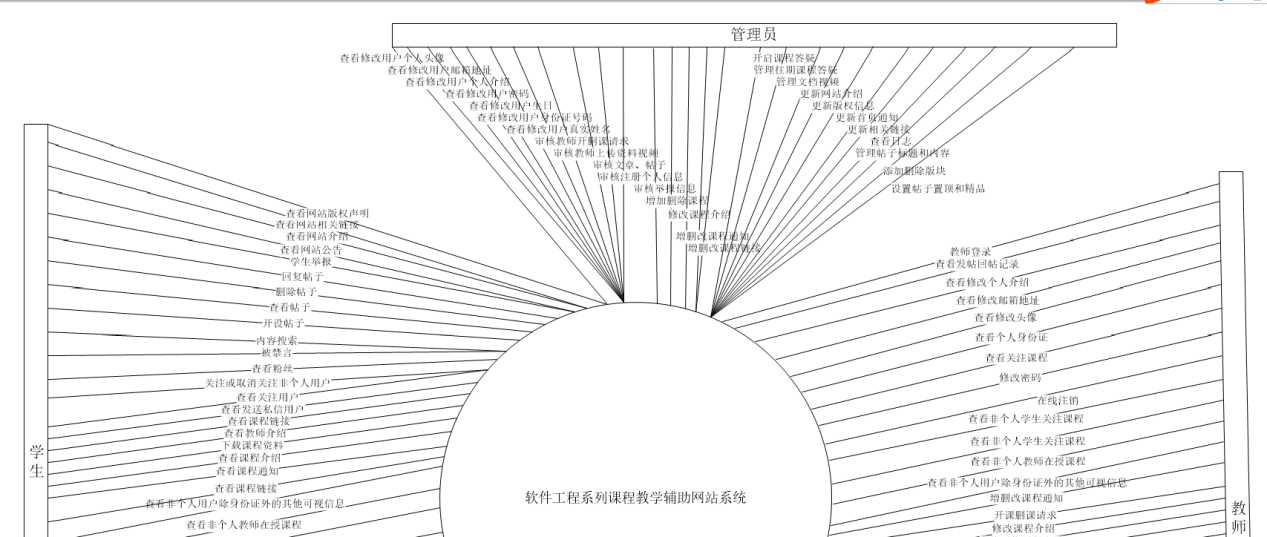 管理员
查看修改用户个人头像
查看修改用户邮箱地址
查看修改用户个人介绍
查看修改用户密码
查看修改用户生日
查看修改用户身份证号码
查看修改用户真实姓名
审核教师开删课请求
审核教师上传资料视频
审核文章、帖子
审核注册个人信息
审核举报信息
增加删除课程
修改课程介绍
增删改课程通知
增删改课程链接
开启课程答疑
管理往期课程答疑
管理文档视频
更新网站介绍
更新版权信息
更新首页通知
更新相关链接
查看日志
管理帖子标题和内容
添加删除版块
设置帖子置顶和精品
学生
查看网站版权声明
查看网站相关链接
查看网站介绍
查看网站公告
学生举报
回复帖子
删除帖子
查看帖子
开设帖子
内容搜索
被禁言
查看粉丝
关注或取消关注非个人用户
查看关注用户
查看发送私信用户
查看课程链接
查看教师介绍
下载课程资料
查看课程介绍
查看课程通知
查看课程链接
查看非个人用户除身份证外的其他可视信息
查看非个人教师在授课程
软件工程系列课程教学辅助网站系统
教师登录
查看发帖回帖记录
查看修改个人介绍
查看修改邮箱地址
查看修改头像
查看个人身份证
查看关注课程
修改密码
在线注销
查看非个人学生关注课程
查看非个人学生关注课程
查看非个人教师在授课程
查看非个人用户除身份证外的其他可视信息
增删改课程通知
开课删课请求
修改课程介绍
教师